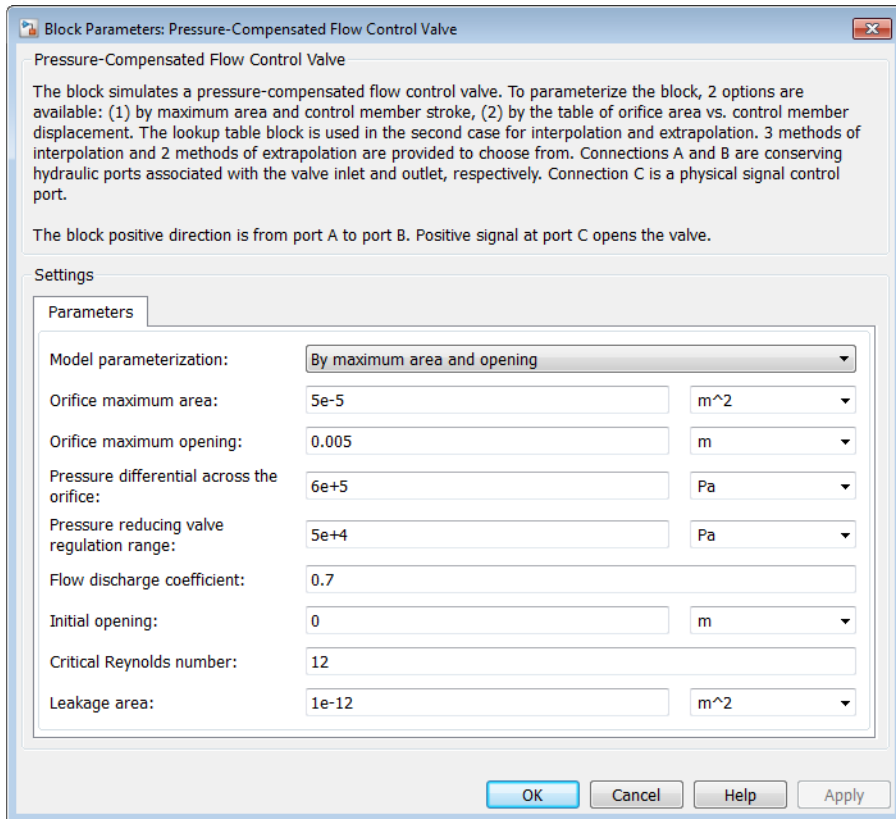 Block Parameters: Pressure-Compensated Flow Control Valve
Pressure-Compensated Flow Control Valve
The block simulates a pressure-compensated flow control valve. To parameterize the block, 2 options are
available: (1) by maximum area and control member stroke, (2) by the table of orifice area vs. control member
displacement. The lookup table block is used in the second case for interpolation and extrapolation. 3 methods of
interpolation and 2 methods of extrapolation are provided to choose from. Connections A and B are conserving
hydraulic ports associated with the valve inlet and outlet, respectively. Connection C is a physical signal control
port.
The block positive direction is from port A to port B. Positive signal at port C opens the valve.
Settings
Parameters
Model parameterization: By maximum area and opening
Orifice maximum area: 5e-5 m^2
Orifice maximum opening: 0.005 m
Pressure differential across the
orifice: 6e+5 Pa
Pressure reducing valve
regulation range: 5e+4 Pa
Flow discharge coefficient: 0.7
Initial opening: 0 m
Critical Reynolds number: 12
Leakage area: 1e-12 m^2
OK Cancel Help Apply